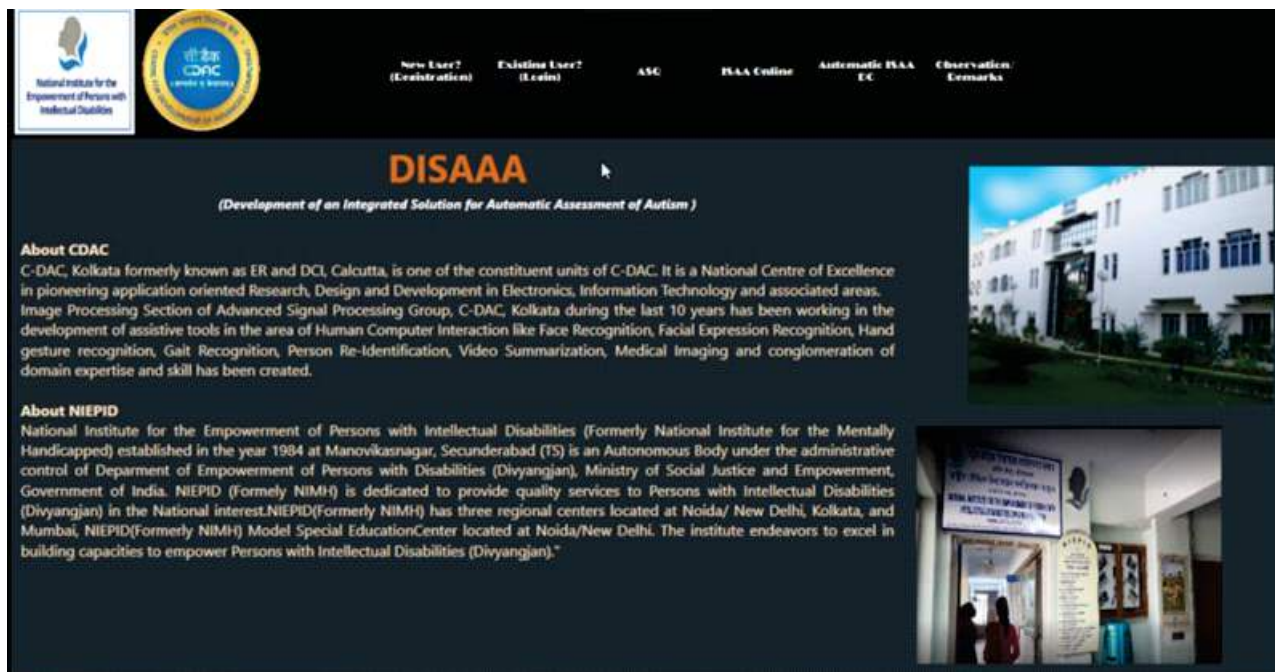 National Institute for the
Empowerment of Persons with
Intellectual Disabilities
सी डैक
CDAC
New User?
(Registration)
Existing User?
(Login)
ASQ
ISAA Online
Automatic ISAA
DC
Observation/
Remarks
DISAAA
(Development of an Integrated Solution for Automatic Assessment of Autism )
About CDAC
C-DAC, Kolkata formerly known as ER and DCI, Calcutta, is one of the constituent units of C-DAC. It is a National Centre of Excellence
in pioneering application oriented Research, Design and Development in Electronics, Information Technology and associated areas.
Image Processing Section of Advanced Signal Processing Group, C-DAC, Kolkata during the last 10 years has been working in the
development of assistive tools in the area of Human Computer Interaction like Face Recognition, Facial Expression Recognition, Hand
gesture recognition, Gait Recognition, Person Re-Identification, Video Summarization, Medical Imaging and conglomeration of
domain expertise and skill has been created.
About NIEPID
National Institute for the Empowerment of Persons with Intellectual Disabilities (Formerly National Institute for the Mentally
Handicapped) established in the year 1984 at Manovikasnagar, Secunderabad (TS) is an Autonomous Body under the administrative
control of Deparment of Empowerment of Persons with Disabilities (Divyangjan), Ministry of Social Justice and Empowerment,
Government of India. NIEPID (Formely NIMH) is dedicated to provide quality services to Persons with Intellectual Disabilities
(Divyangjan) in the National interest.NIEPID(Formerly NIMH) has three regional centers located at Noida/ New Delhi, Kolkata, and
Mumbai, NIEPID(Formerly NIMH) Model Special EducationCenter located at Noida/New Delhi. The institute endeavors to excel in
building capacities to empower Persons with Intellectual Disabilities (Divyangjan)."
NIEPID